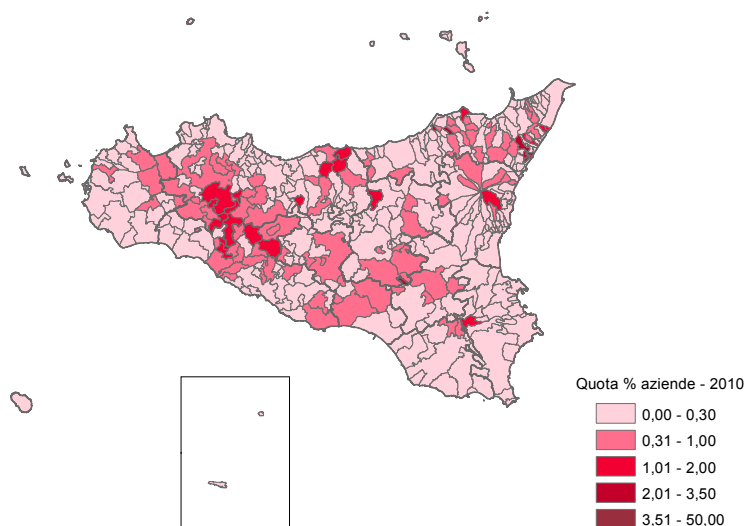 Quota % aziende - 2010
0,00 - 0,30
0,31 - 1,00
1,01 - 2,00
2,01 - 3,50
3,51 - 50,00